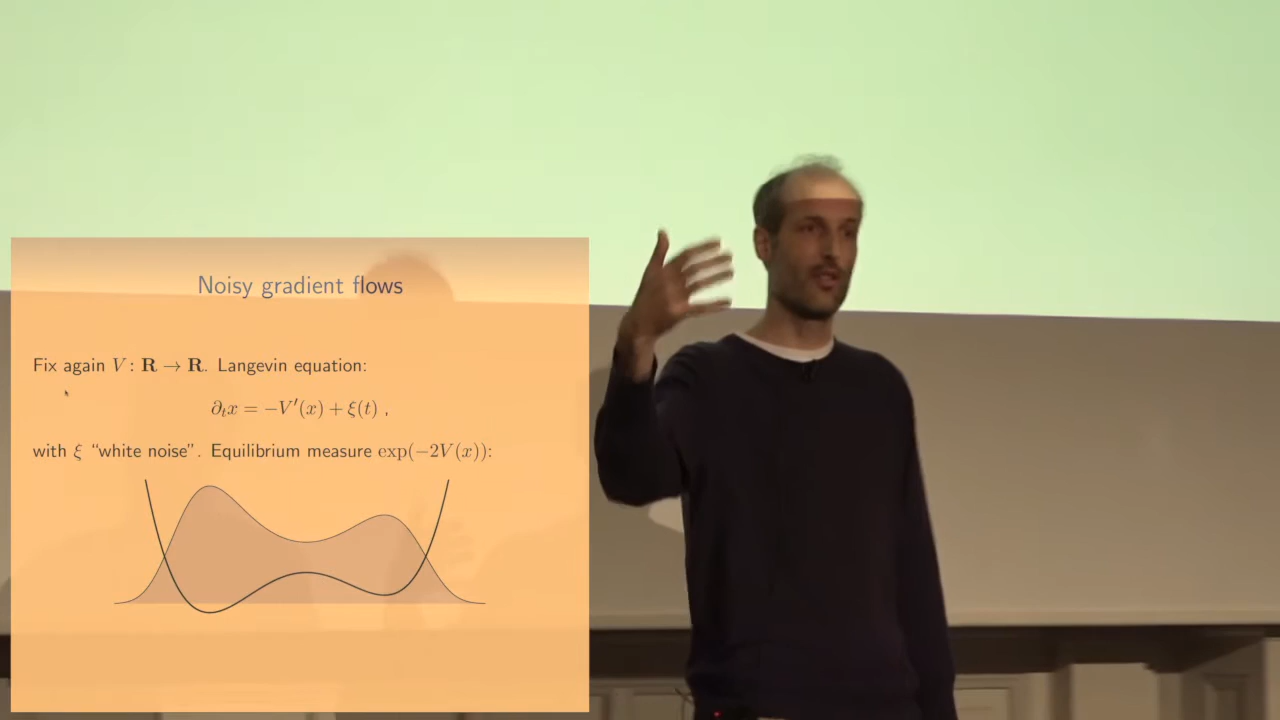 Noisy gradient flows
Fix again V : R → R. Langevin equation:
∂ₜx = −V′(x) + ξ(t) ,
with ξ “white noise”. Equilibrium measure exp(−2V(x)):